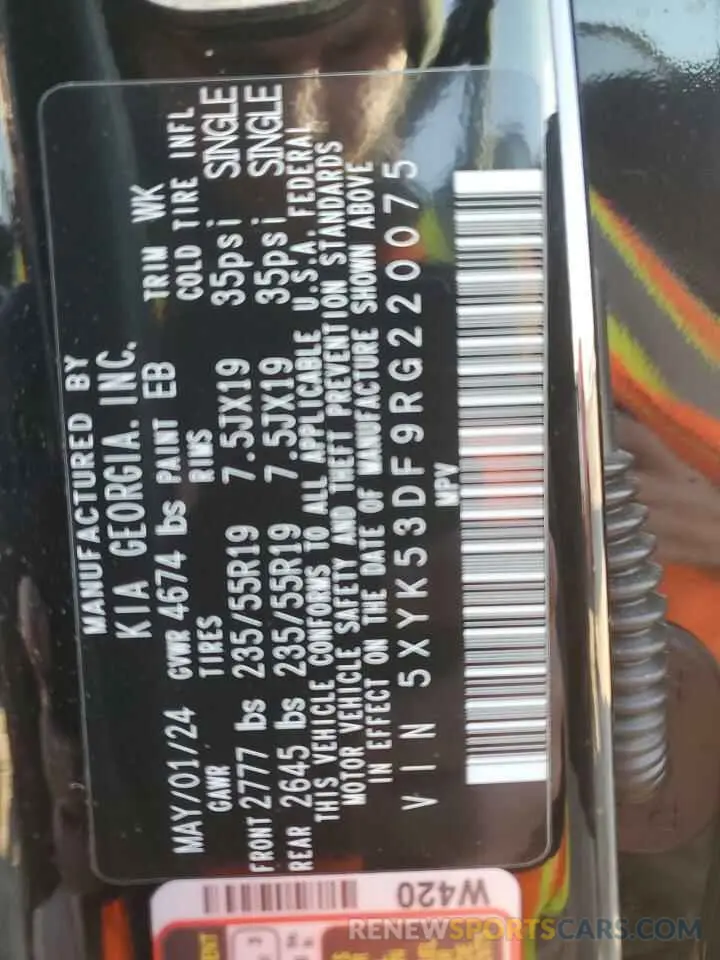 MANUFACTURED BY
KIA GEORGIA. INC.
MAY/01/24 GVWR 4674 lbs PAINT EB TRIM WK
GAWR TIRES RIMS COLD TIRE INFL
FRONT 2777 lbs 235/55R19 7.5JX19 35psi SINGLE
REAR 2645 lbs 235/55R19 7.5JX19 35psi SINGLE
THIS VEHICLE CONFORMS TO ALL APPLICABLE U.S.A. FEDERAL
MOTOR VEHICLE SAFETY AND THEFT PREVENTION STANDARDS
IN EFFECT ON THE DATE OF MANUFACTURE SHOWN ABOVE
VIN 5XYK53DF9RG220075
MPV
W420
RENEWSPORTSCARS.COM